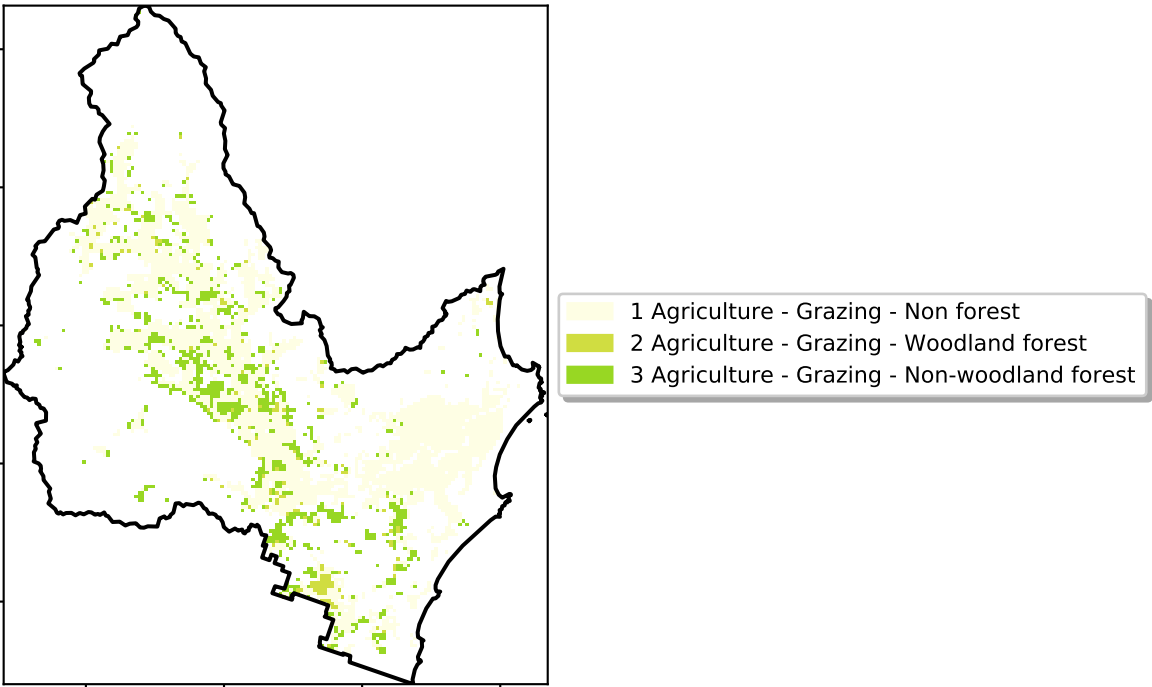 1 Agriculture - Grazing - Non forest
2 Agriculture - Grazing - Woodland forest
3 Agriculture - Grazing - Non-woodland forest